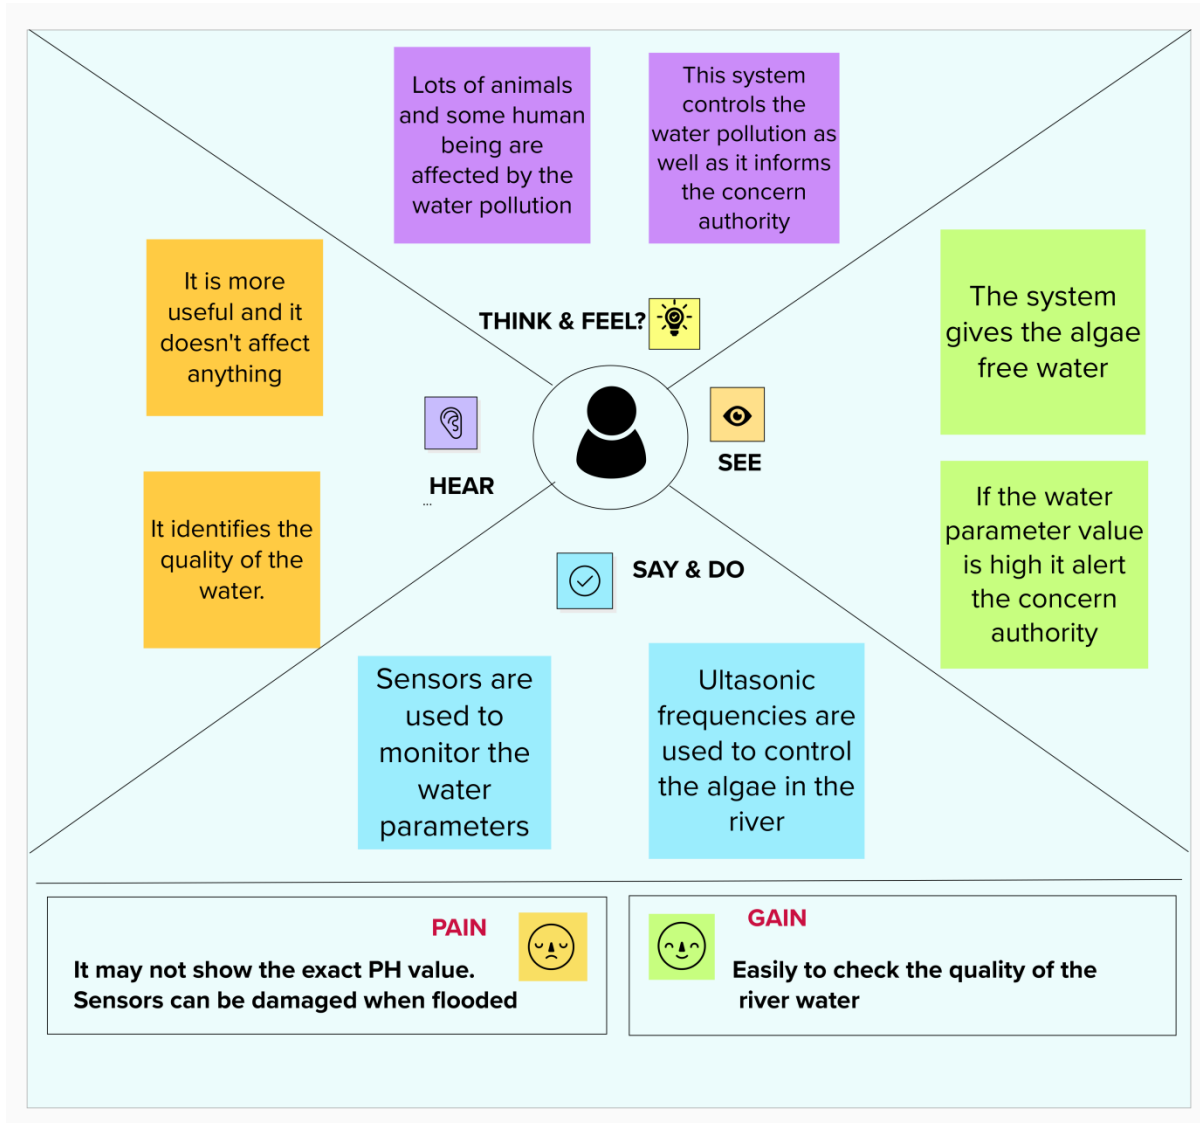 Lots of animals
and some human
being are
affected by the
water pollution
This system
controls the
water pollution as
well as it informs
the concern
authority
It is more
useful and it
doesn't affect
anything
The system
gives the algae
free water
THINK & FEEL?
HEAR
...
SEE
It identifies the
quality of the
water.
If the water
parameter value
is high it alert
the concern
authority
SAY & DO
Sensors are
used to
monitor the
water
parameters
Ultasonic
frequencies are
used to control
the algae in the
river
PAIN
It may not show the exact PH value.
Sensors can be damaged when flooded
GAIN
Easily to check the quality of the
river water